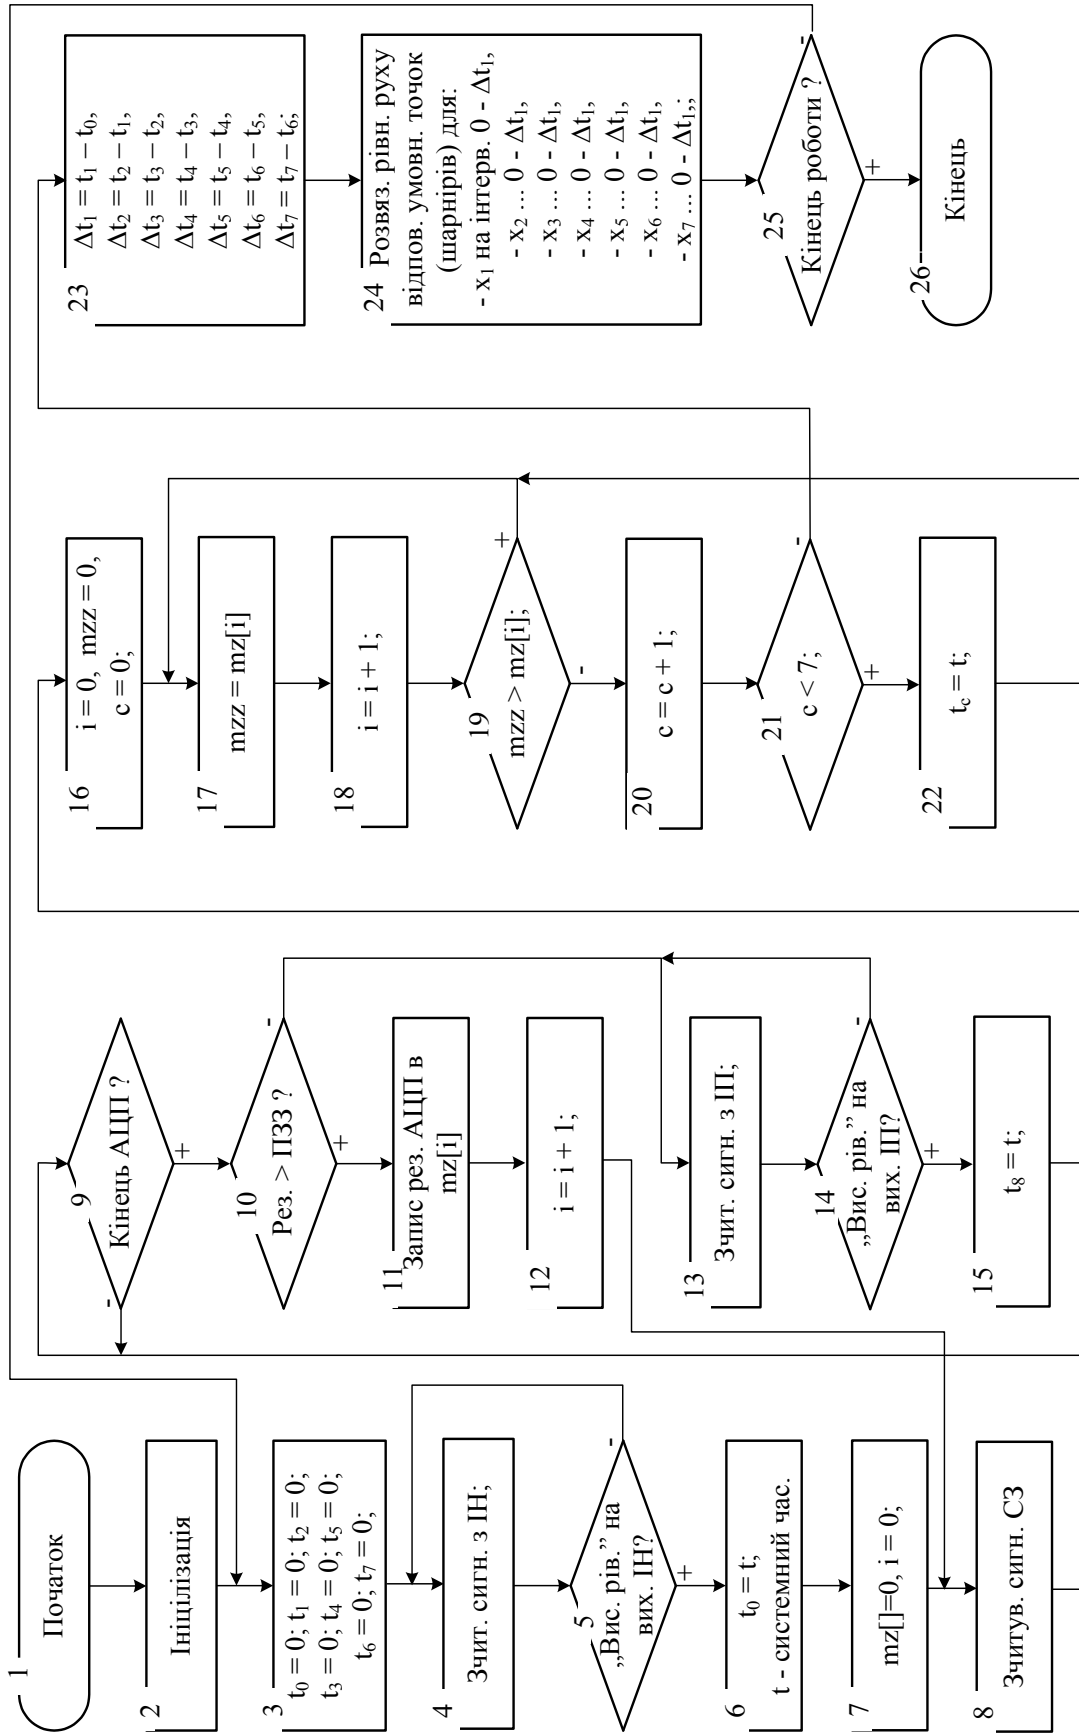 1
Початок
2
Ініцілізація
3
t₀ = 0; t₁ = 0; t₂ = 0;
t₃ = 0; t₄ = 0; t₅ = 0;
t₆ = 0; t₇ = 0;
4
Зчит. сигн. з ІН;
5
„Вис. рів.” на
вих. ІН?
-
+
6
t₀ = t;
t - системний час.
7
mz[]=0, i = 0;
8
Зчитув. сигн. СЗ
9
Кінець АЦП ?
-
+
10
Рез. > ПЗЗ ?
-
+
11
Запис рез. АЦП в
mz[i]
12
i = i + 1;
13
Зчит. сигн. з ІП;
14
„Вис. рів.” на
вих. ІП?
-
+
15
t₈ = t;
16
i = 0, mzz = 0,
c = 0;
17
mzz = mz[i]
18
i = i + 1;
19
mzz > mz[i];
+
-
20
c = c + 1;
21
c < 7;
-
+
22
t_c = t;
23
Δt₁ = t₁ – t₀,
Δt₂ = t₂ – t₁,
Δt₃ = t₃ – t₂,
Δt₄ = t₄ – t₃,
Δt₅ = t₅ – t₄,
Δt₆ = t₆ – t₅,
Δt₇ = t₇ – t₆;
24 Розвяз. рівн. руху
відпов. умовн. точок
(шарнірів) для:
- x₁ на інтерв. 0 - Δt₁,
- x₂ ... 0 - Δt₁,
- x₃ ... 0 - Δt₁,
- x₄ ... 0 - Δt₁,
- x₅ ... 0 - Δt₁,
- x₆ ... 0 - Δt₁,
- x₇ ... 0 - Δt₁,;
25
Кінець роботи ?
-
+
26
Кінець